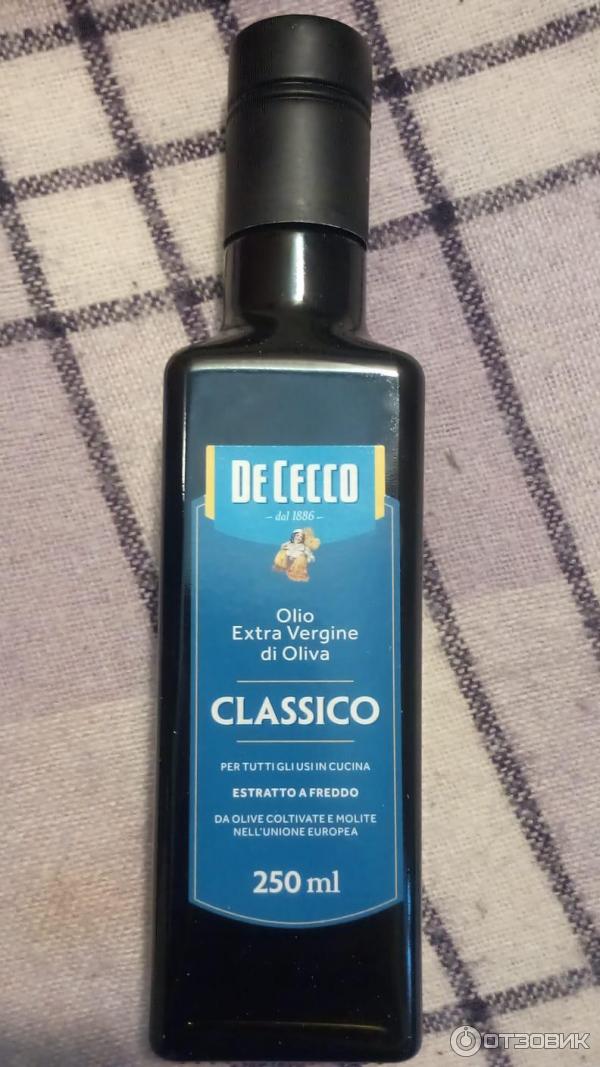 DE CECCO
dal 1886
Olio
Extra Vergine
di Oliva
CLASSICO
PER TUTTI GLI USI IN CUCINA
ESTRATTO A FREDDO
DA OLIVE COLTIVATE E MOLITE
NELL'UNIONE EUROPEA
250 ml
ОТЗОВИК